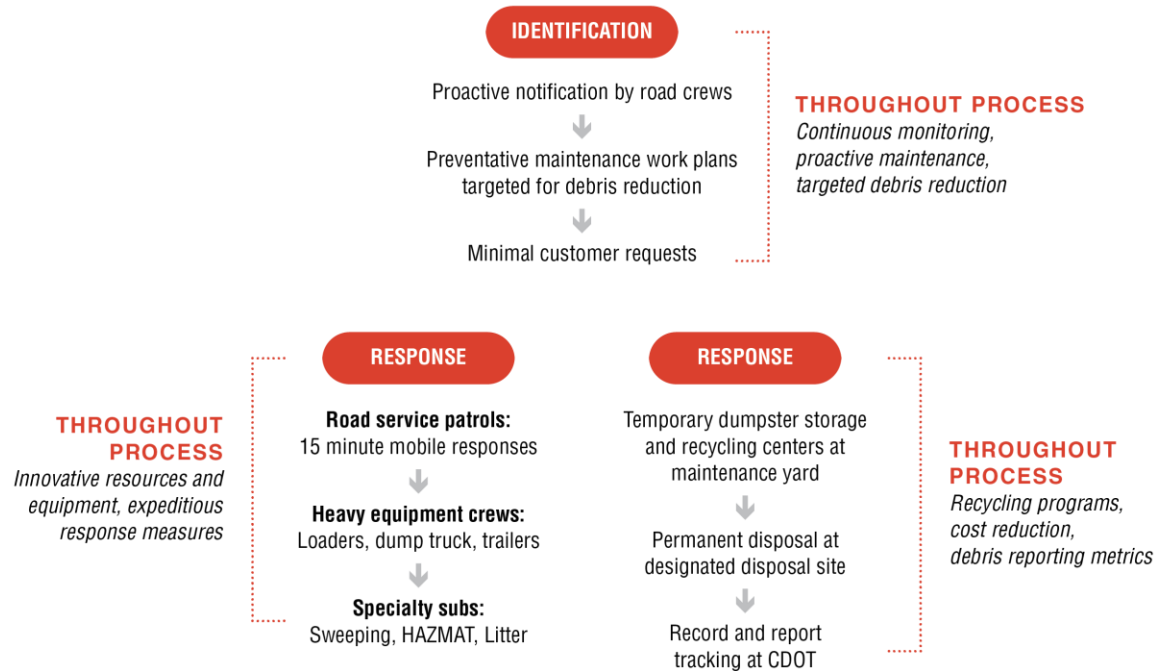 IDENTIFICATION
Proactive notification by road crews
Preventative maintenance work plans
targeted for debris reduction
Minimal customer requests
THROUGHOUT PROCESS
Continuous monitoring,
proactive maintenance,
targeted debris reduction
THROUGHOUT
PROCESS
Innovative resources and
equipment, expeditious
response measures
RESPONSE
Road service patrols:
15 minute mobile responses
Heavy equipment crews:
Loaders, dump truck, trailers
Specialty subs:
Sweeping, HAZMAT, Litter
RESPONSE
Temporary dumpster storage
and recycling centers at
maintenance yard
Permanent disposal at
designated disposal site
Record and report
tracking at CDOT
THROUGHOUT
PROCESS
Recycling programs,
cost reduction,
debris reporting metrics